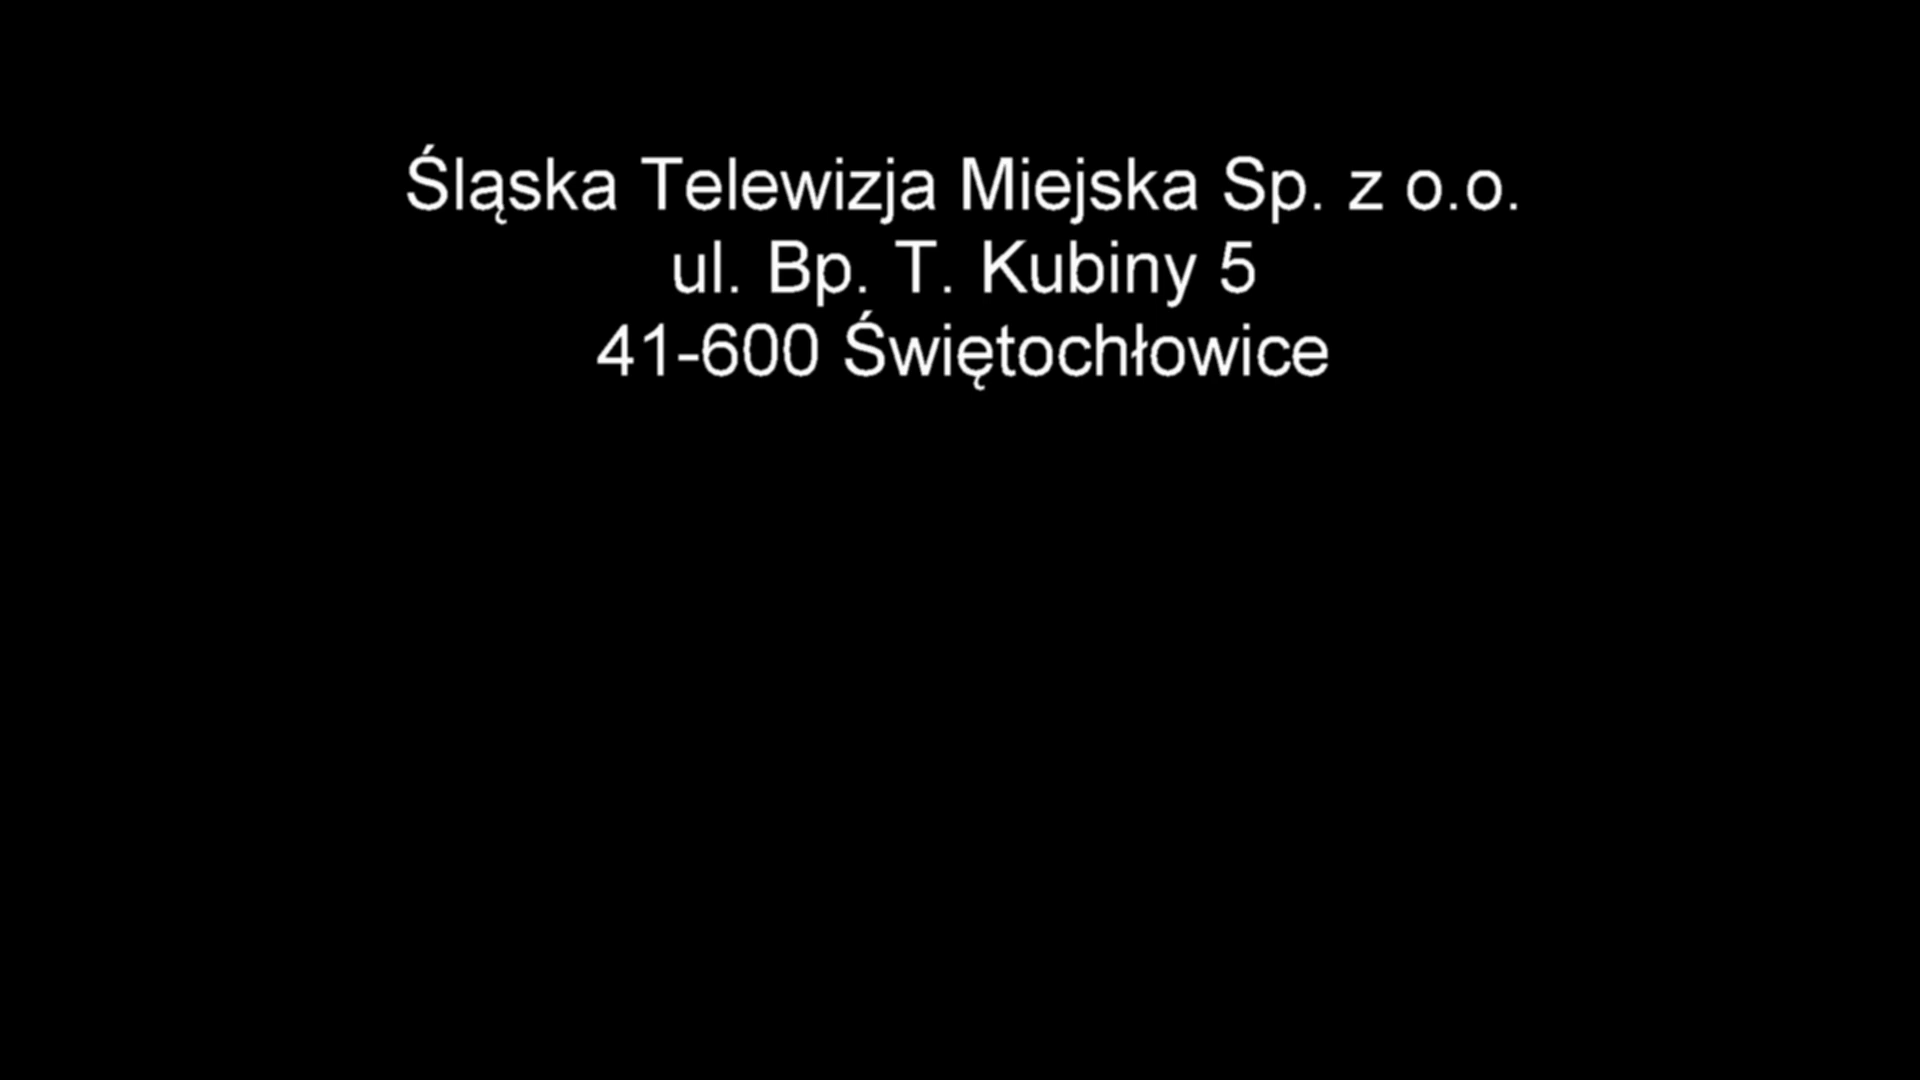 Śląska Telewizja Miejska Sp. z o.o.
ul. Bp. T. Kubiny 5
41-600 Świętochłowice